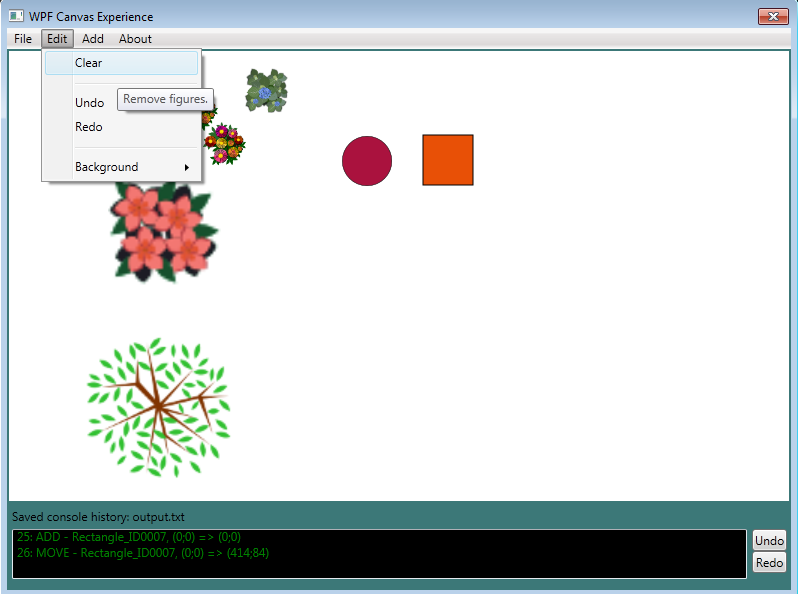 WPF Canvas Experience
File Edit Add About
Clear
Undo
Remove figures.
Redo
Background
Saved console history: output.txt
25: ADD - Rectangle_ID0007, (0;0) => (0;0)
26: MOVE - Rectangle_ID0007, (0;0) => (414;84)
Undo
Redo